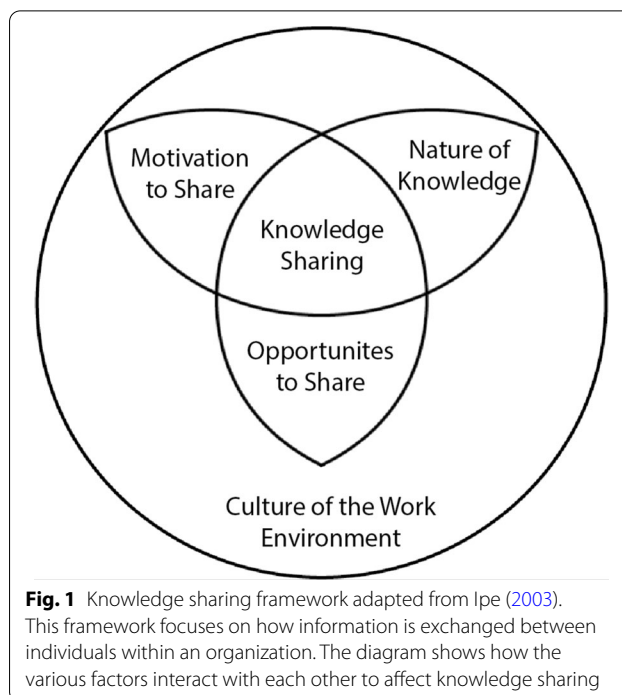 Motivation
to Share
Nature of
Knowledge
Knowledge
Sharing
Opportunites
to Share
Culture of the Work
Environment
Fig. 1 Knowledge sharing framework adapted from Ipe (2003).
This framework focuses on how information is exchanged between
individuals within an organization. The diagram shows how the
various factors interact with each other to affect knowledge sharing